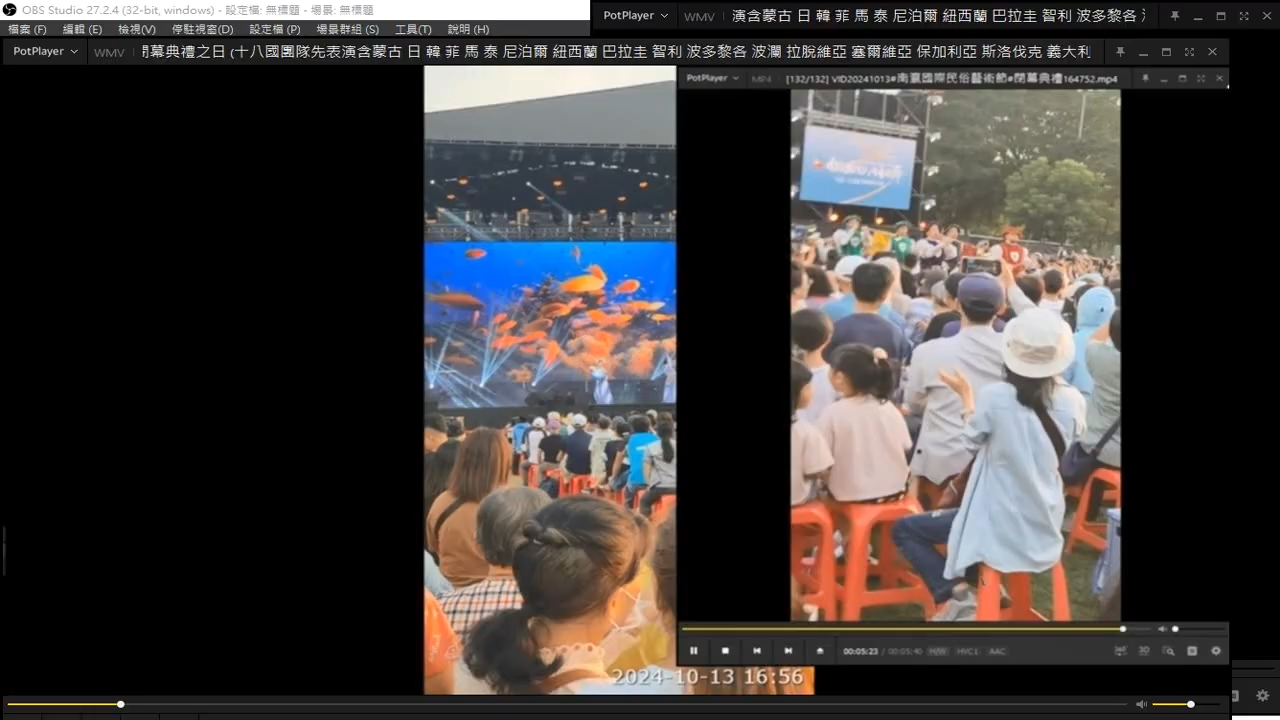 OBS Studio 27.2.4 (32-bit, windows) - 設定檔: 無標題 - 場景: 無標題
檔案 (F) 編輯 (E) 檢視(V) 停駐視窗(D) 設定檔 (P) 場景群組 (S) 工具(T) 說明 (H)
PotPlayer WMV 演含蒙古 日 韓 菲 馬 泰 尼泊爾 紐西蘭 巴拉圭 智利 波多黎各
PotPlayer WMV 閉幕典禮之日 (十八國團隊先表演含蒙古 日 韓 菲 馬 泰 尼泊爾 紐西蘭 巴拉圭 智利 波多黎各 波瀾 拉脫維亞 塞爾維亞 保加利亞 斯洛伐克 義大利
PotPlayer MP4 [132/132] VID20241013#南瀛國際民俗藝術節#閉幕典禮164752.mp4
00:05:23 / 00:05:40 H/W HVC1 AAC
3D
2024-10-13 16:56